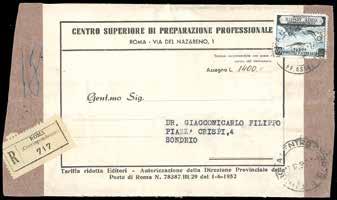 CENTRO SUPERIORE DI PREPARAZIONE PROFESSIONALE
ROMA - VIA DEL NAZARENO, 1
Assegno L. 1400.-
Gent.mo Sig.
DR. GIACCONICARLO FILIPPO
PIAZZA CRISPI,4
SONDRIO
R
ROMA
717
Tariffa ridotta Editori - Autorizzazione della Direzione Provinciale delle
Poste di Roma N. 78387.III.29 del 1-6-1952